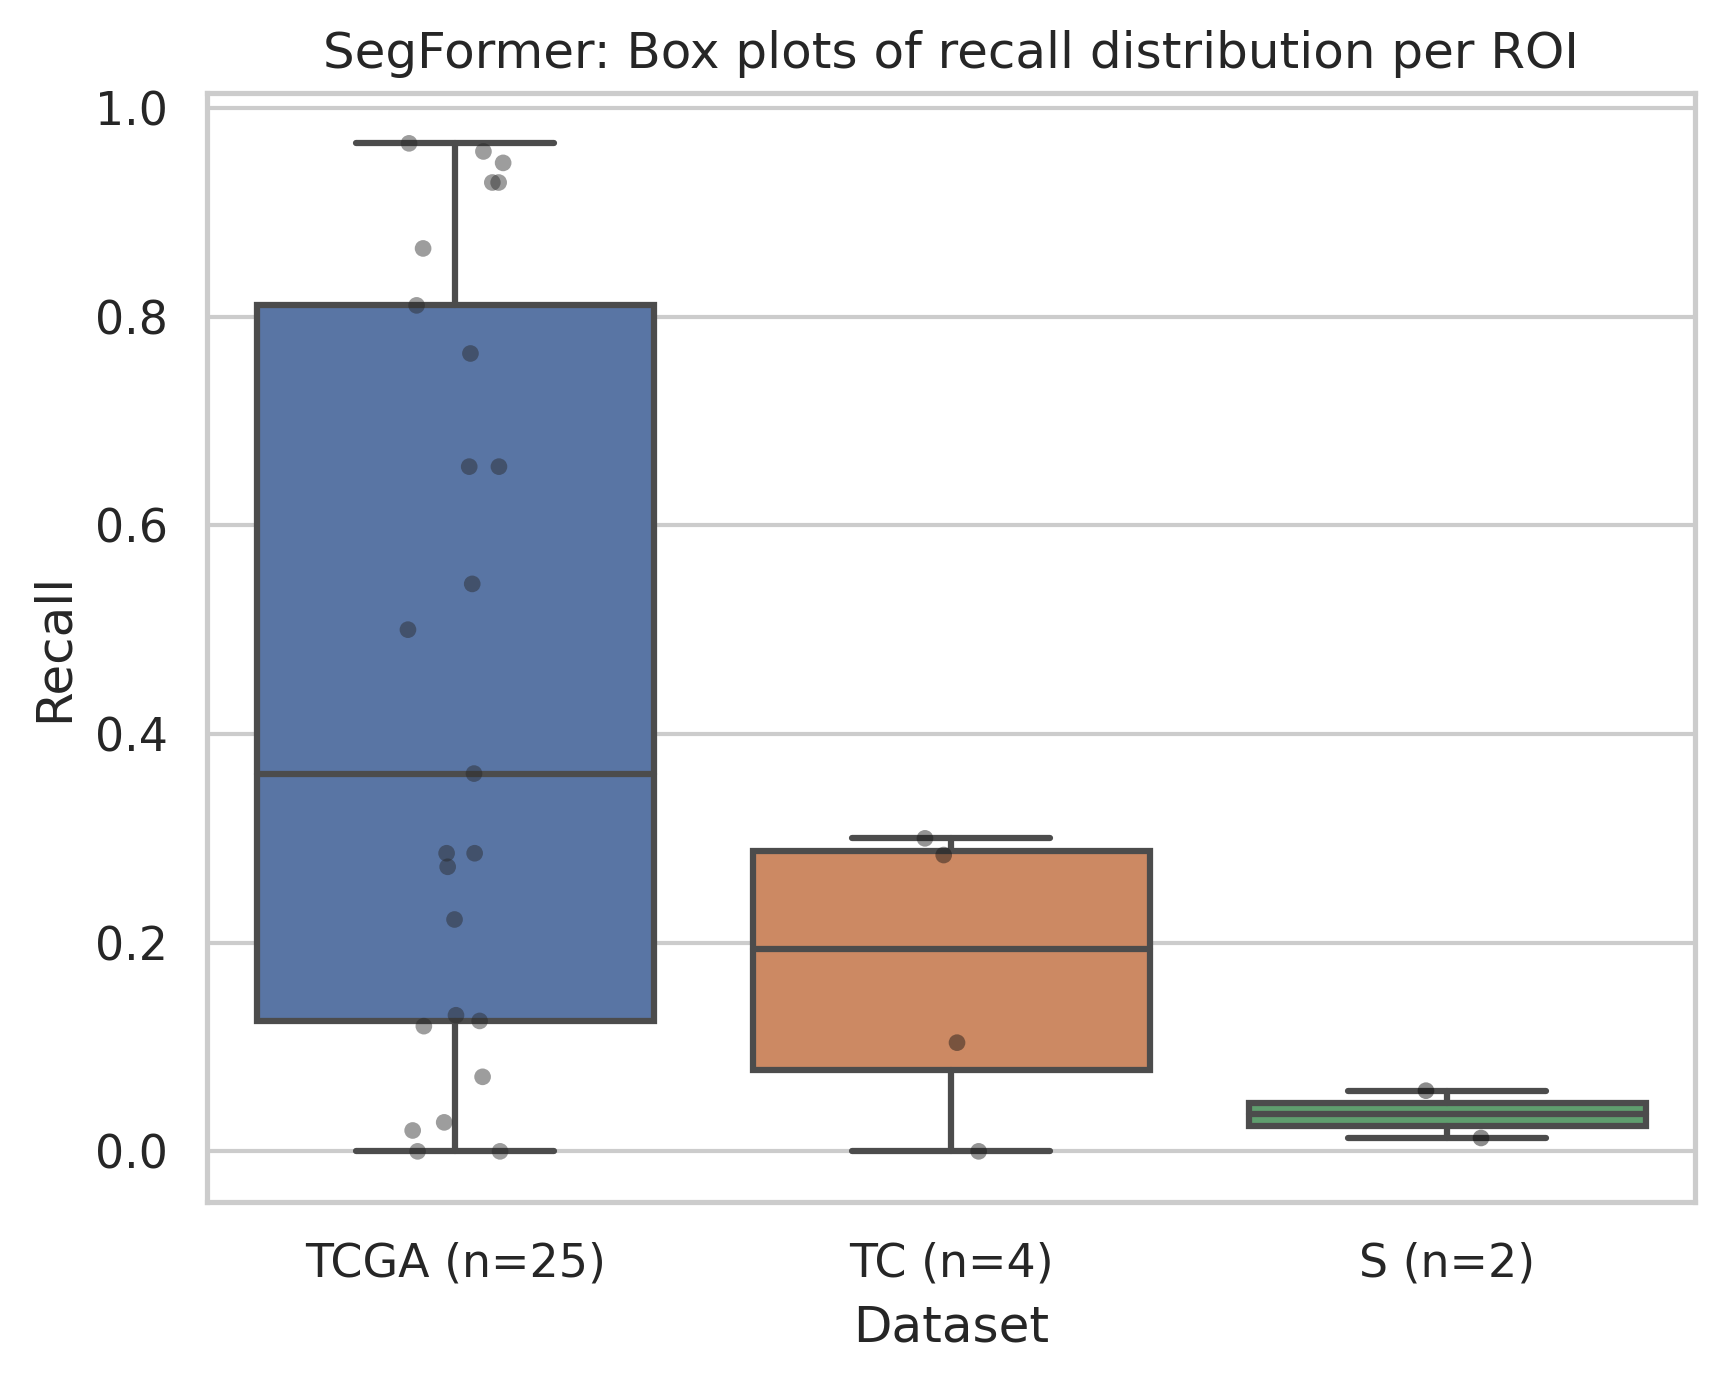 SegFormer: Box plots of recall distribution per ROI
1.0
0.8
0.6
0.4
0.2
0.0
Recall
TCGA (n=25)
TC (n=4)
S (n=2)
Dataset